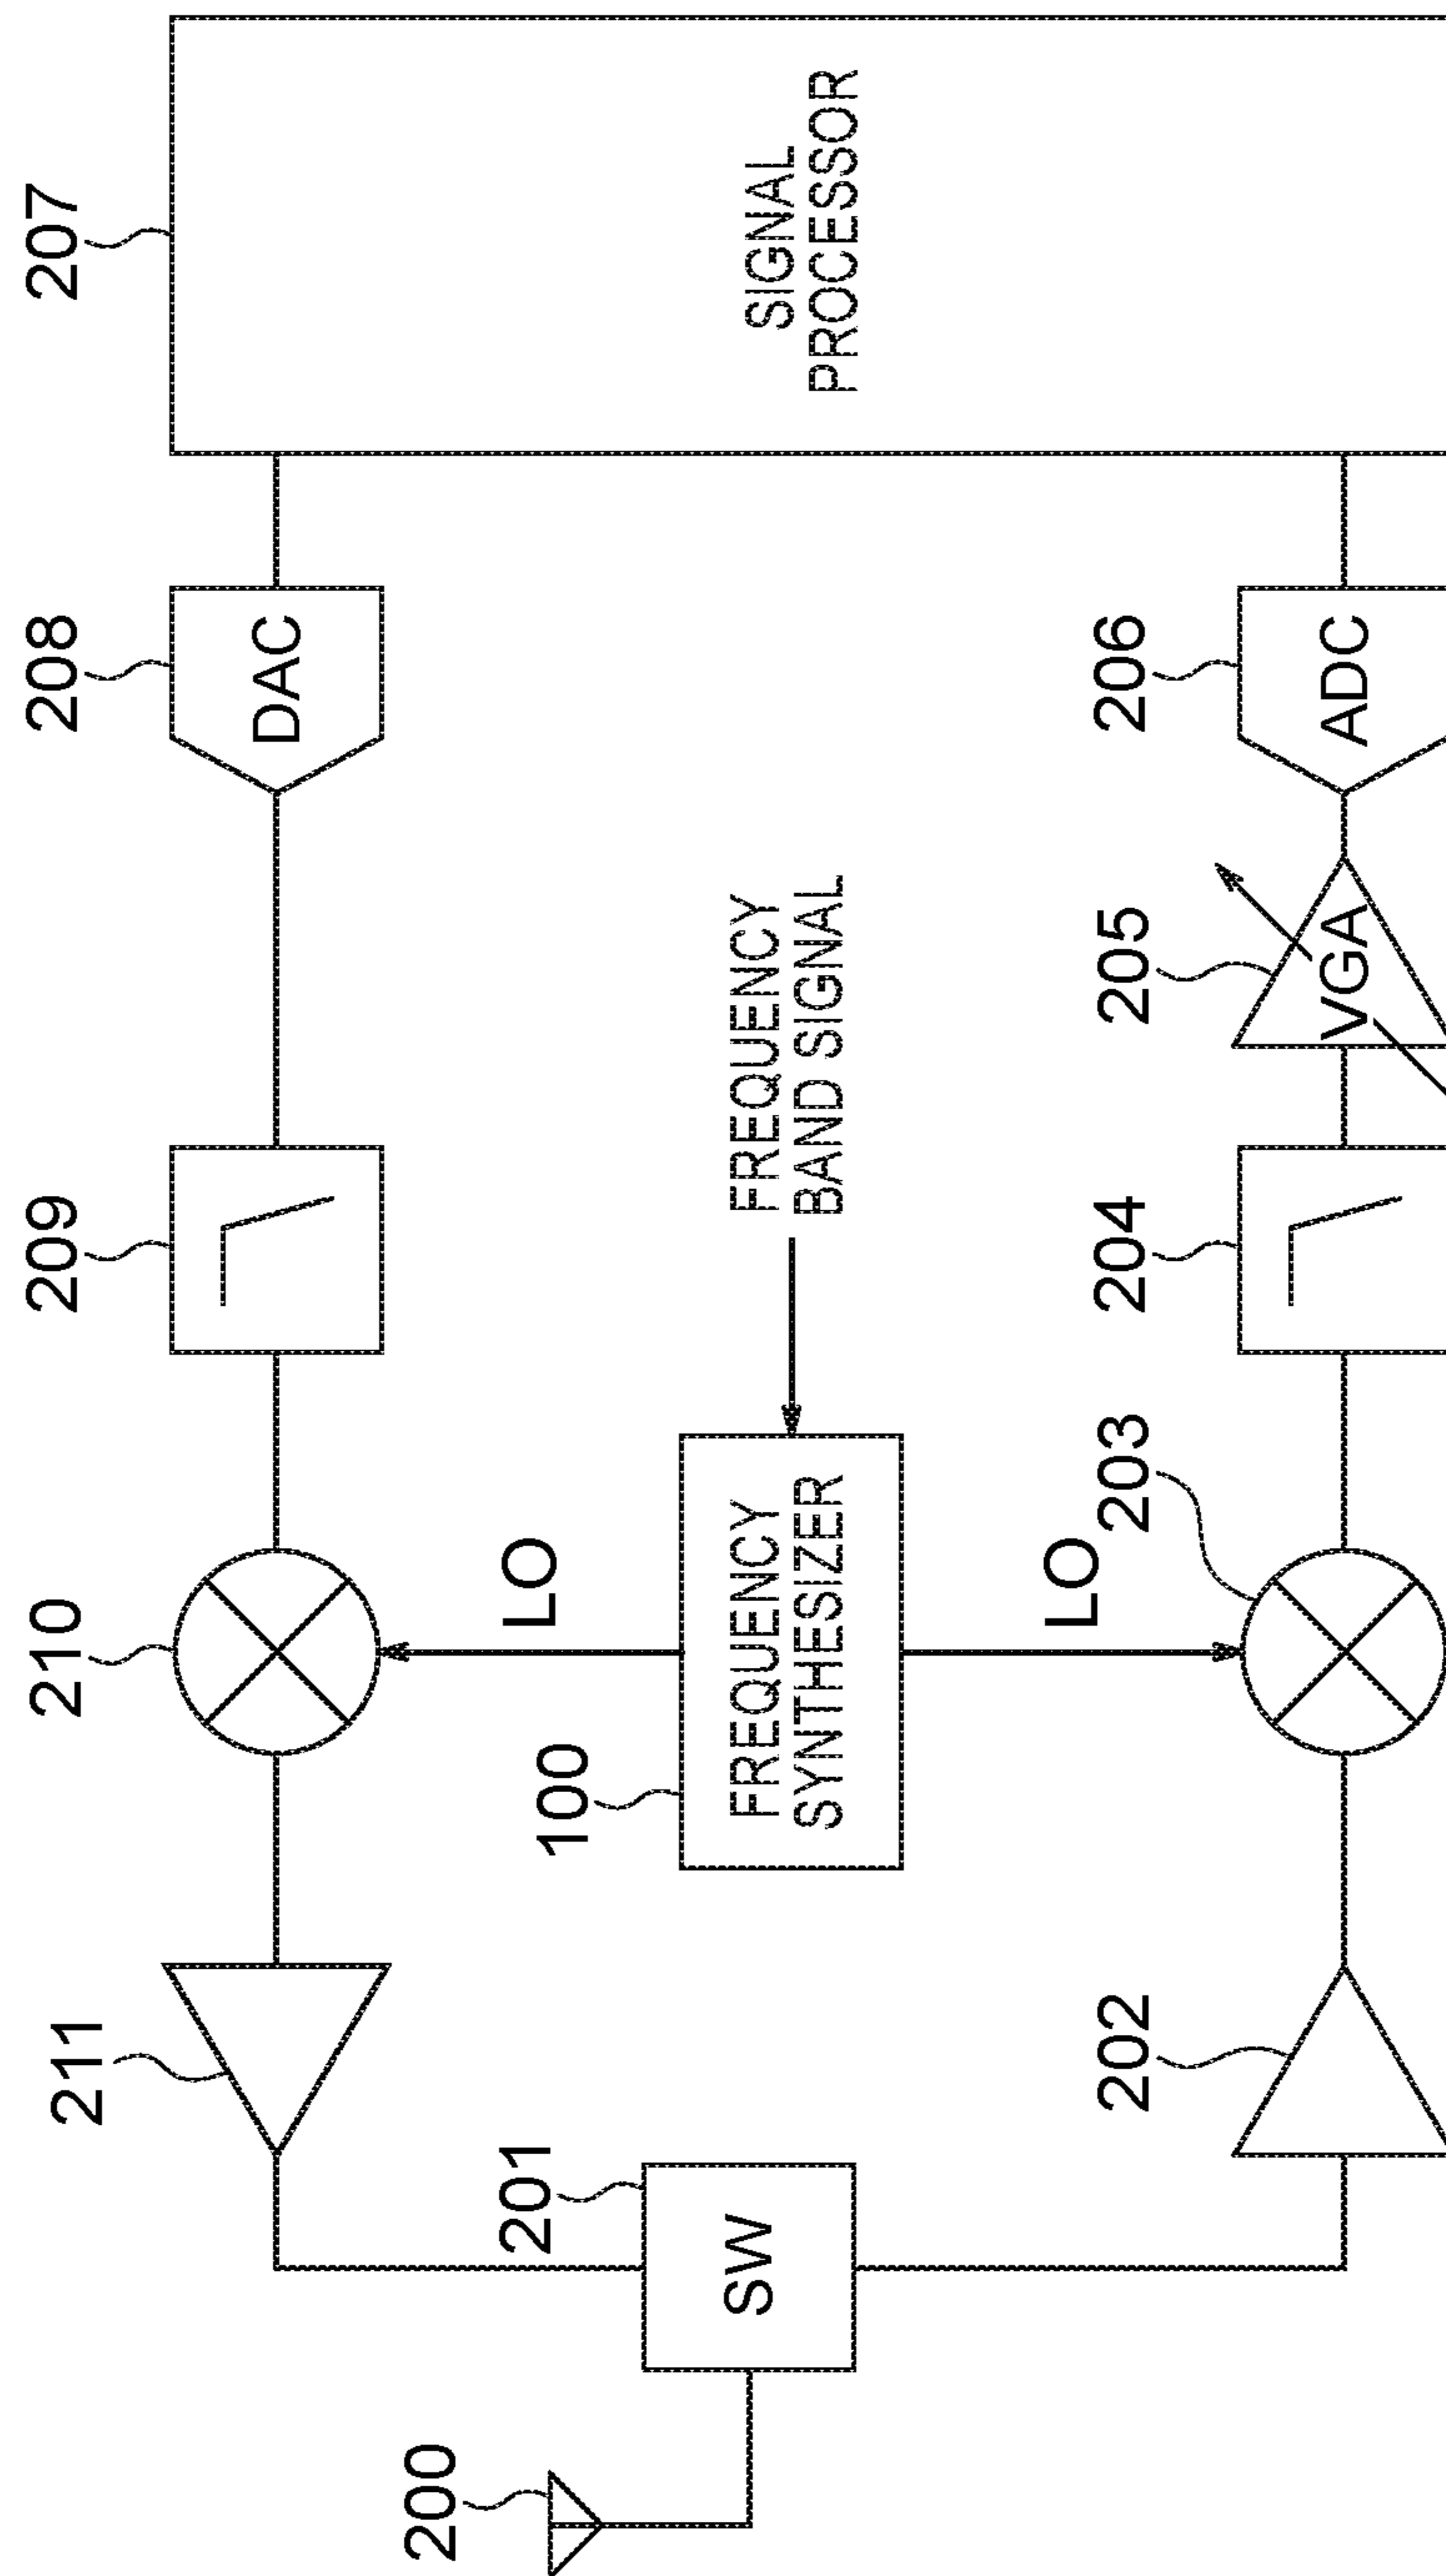 211
210
209
208
207
DAC
201
100
LO
200
SW
FREQUENCY
SYNTHESIZER
FREQUENCY
BAND SIGNAL
SIGNAL
PROCESSOR
LO
202
203
204
205
206
VGA
ADC